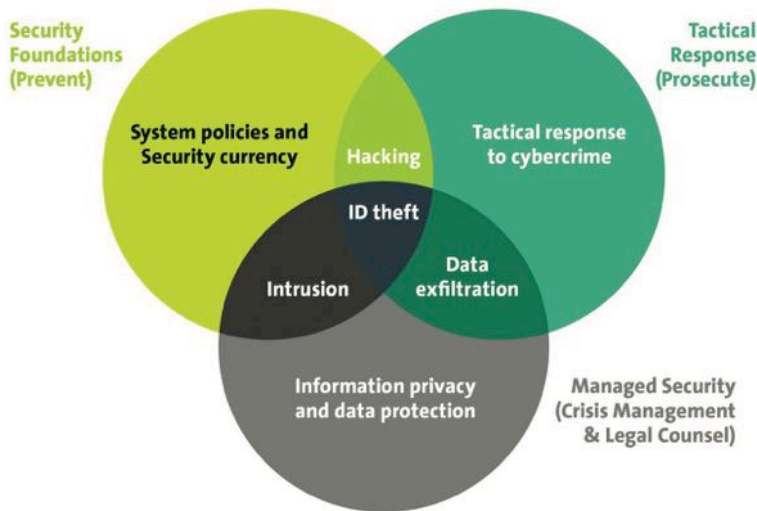 Security
Foundations
(Prevent)
Tactical
Response
(Prosecute)
System policies and
Security currency
Hacking
Tactical response
to cybercrime
ID theft
Intrusion
Data
exfiltration
Information privacy
and data protection
Managed Security
(Crisis Management
& Legal Counsel)